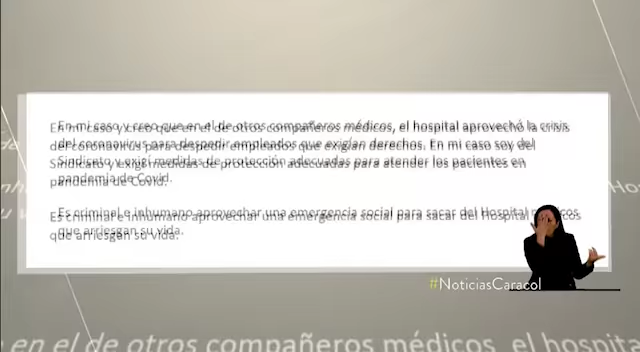 En mi caso y creo que en el de otros compañeros médicos, el hospital aprovechó la crisis
del coronavirus para despedir empleados que exigían derechos. En mi caso soy del
Sindicato y exigí medidas de protección adecuadas para atender los pacientes en
pandemia de Covid.
Es criminal e inhumano aprovechar una emergencia social para sacar del Hospital médicos
que arriesgan su vida.
#NoticiasCaracol
en el de otros compañeros médicos, el hospita